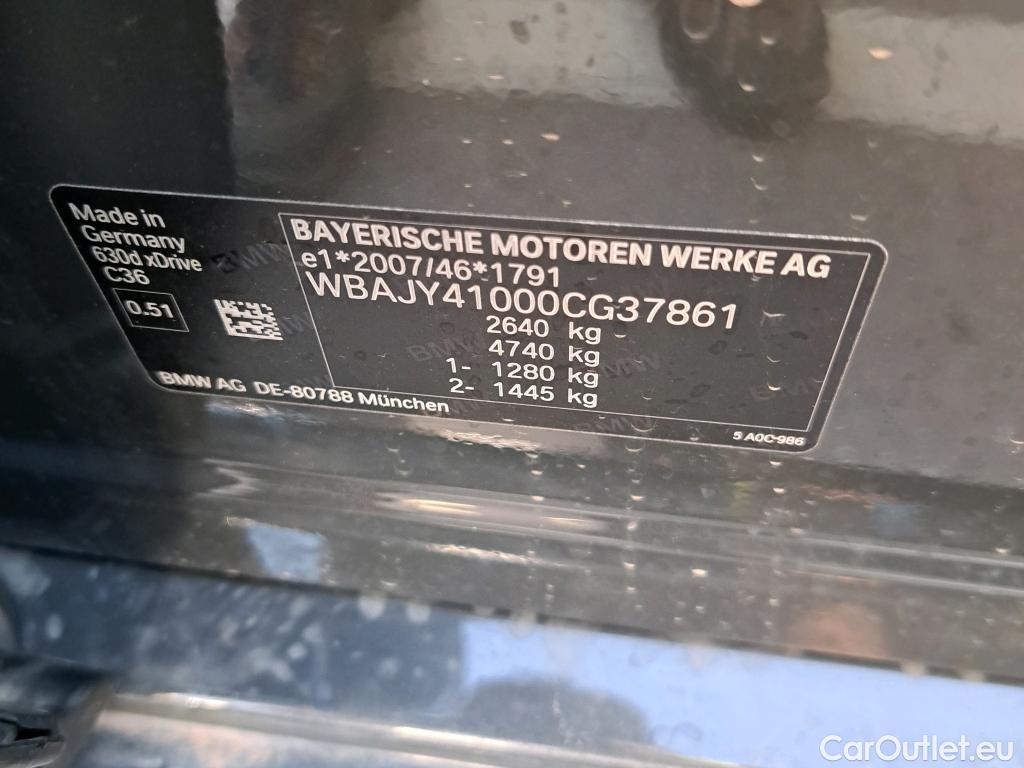 Made in
Germany
630d xDrive
C36
0.51
BAYERISCHE MOTOREN WERKE AG
e1*2007/46*1791
WBAJY41000CG37861
2640 kg
4740 kg
1- 1280 kg
2- 1445 kg
BMW AG DE-80788 München
5 A0C-986
CarOutlet.eu